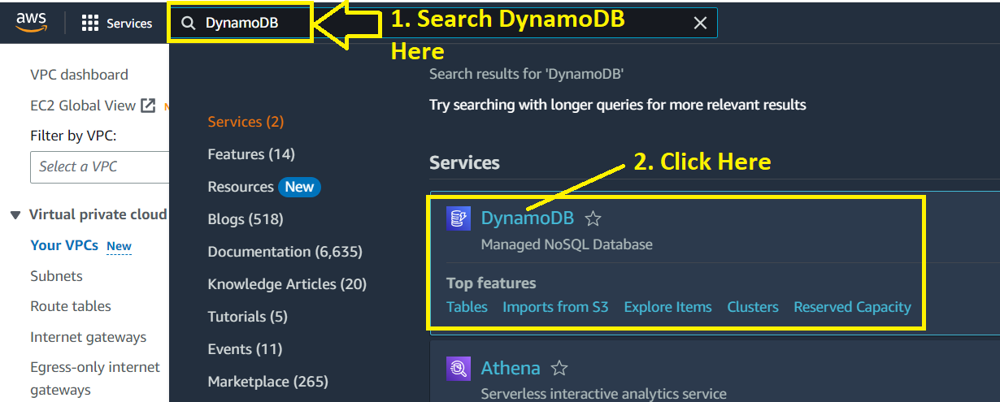 aws
Services
DynamoDB
1. Search DynamoDB
Here
VPC dashboard
EC2 Global View
N
Filter by VPC:
Select a VPC
Virtual private cloud
Your VPCs New
Subnets
Route tables
Internet gateways
Egress-only internet
gateways
Services (2)
Features (14)
Resources New
Blogs (518)
Documentation (6,635)
Knowledge Articles (20)
Tutorials (5)
Events (11)
Marketplace (265)
Search results for 'DynamoDB'
Try searching with longer queries for more relevant results
Services
2. Click Here
DynamoDB
Managed NoSQL Database
Top features
Tables Imports from S3 Explore Items Clusters Reserved Capacity
Athena
Serverless interactive analytics service